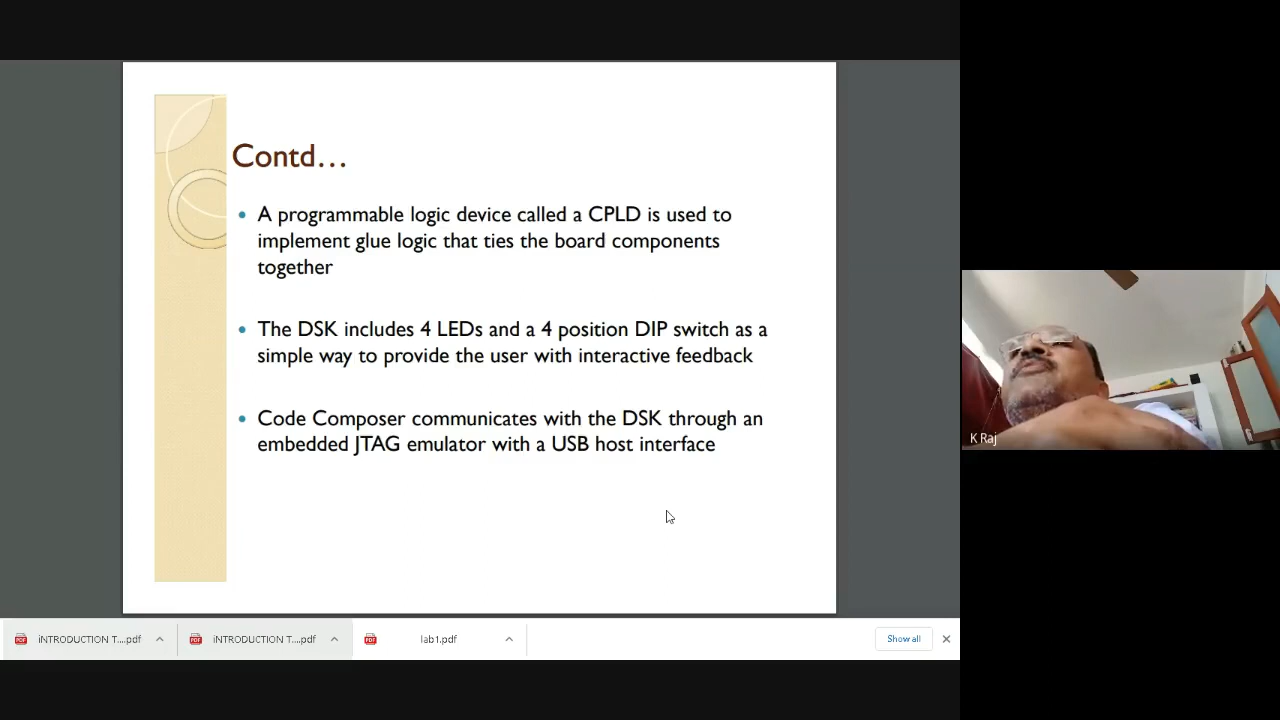 Contd...
• A programmable logic device called a CPLD is used to
implement glue logic that ties the board components
together
• The DSK includes 4 LEDs and a 4 position DIP switch as a
simple way to provide the user with interactive feedback
• Code Composer communicates with the DSK through an
embedded JTAG emulator with a USB host interface
K Raj
iNTRODUCTION T....pdf
iNTRODUCTION T....pdf
lab1.pdf
Show all